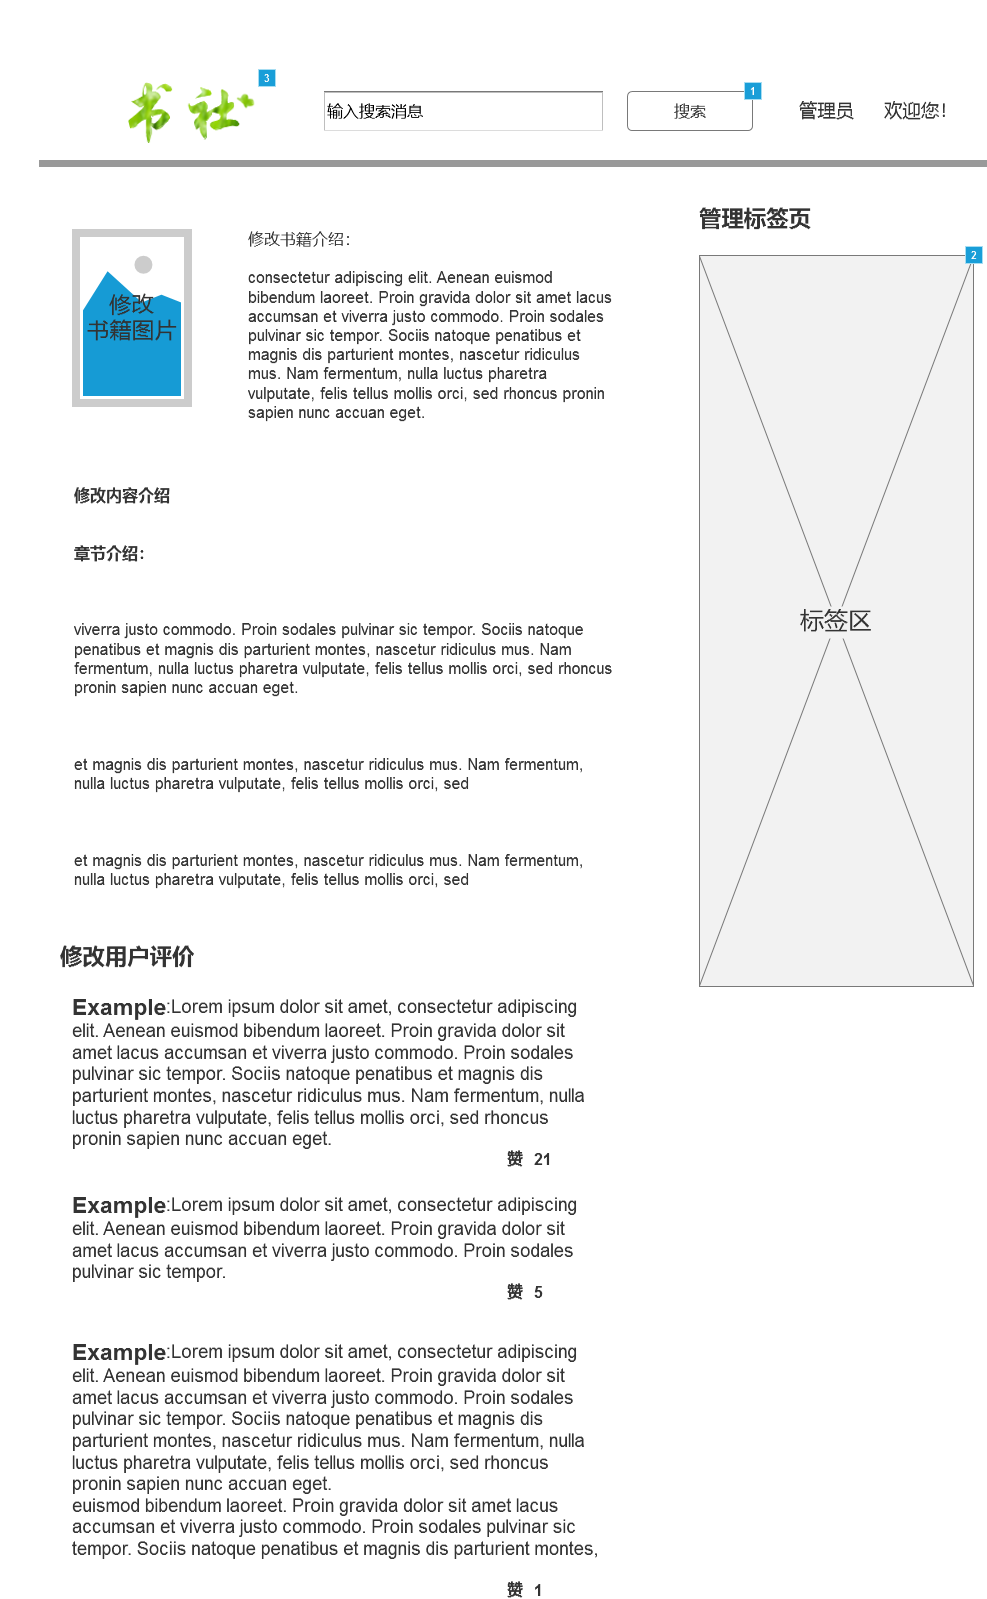 书社
3
输入搜索消息
搜索
1
管理员 欢迎您!
管理标签页
2
标签区
修改
书籍图片
修改书籍介绍:
consectetur adipiscing elit. Aenean euismod
bibendum laoreet. Proin gravida dolor sit amet lacus
accumsan et viverra justo commodo. Proin sodales
pulvinar sic tempor. Sociis natoque penatibus et
magnis dis parturient montes, nascetur ridiculus
mus. Nam fermentum, nulla luctus pharetra
vulputate, felis tellus mollis orci, sed rhoncus pronin
sapien nunc accuan eget.
修改内容介绍
章节介绍:
viverra justo commodo. Proin sodales pulvinar sic tempor. Sociis natoque
penatibus et magnis dis parturient montes, nascetur ridiculus mus. Nam
fermentum, nulla luctus pharetra vulputate, felis tellus mollis orci, sed rhoncus
pronin sapien nunc accuan eget.
et magnis dis parturient montes, nascetur ridiculus mus. Nam fermentum,
nulla luctus pharetra vulputate, felis tellus mollis orci, sed
et magnis dis parturient montes, nascetur ridiculus mus. Nam fermentum,
nulla luctus pharetra vulputate, felis tellus mollis orci, sed
修改用户评价
Example:Lorem ipsum dolor sit amet, consectetur adipiscing
elit. Aenean euismod bibendum laoreet. Proin gravida dolor sit
amet lacus accumsan et viverra justo commodo. Proin sodales
pulvinar sic tempor. Sociis natoque penatibus et magnis dis
parturient montes, nascetur ridiculus mus. Nam fermentum, nulla
luctus pharetra vulputate, felis tellus mollis orci, sed rhoncus
pronin sapien nunc accuan eget.
赞 21
Example:Lorem ipsum dolor sit amet, consectetur adipiscing
elit. Aenean euismod bibendum laoreet. Proin gravida dolor sit
amet lacus accumsan et viverra justo commodo. Proin sodales
pulvinar sic tempor.
赞 5
Example:Lorem ipsum dolor sit amet, consectetur adipiscing
elit. Aenean euismod bibendum laoreet. Proin gravida dolor sit
amet lacus accumsan et viverra justo commodo. Proin sodales
pulvinar sic tempor. Sociis natoque penatibus et magnis dis
parturient montes, nascetur ridiculus mus. Nam fermentum, nulla
luctus pharetra vulputate, felis tellus mollis orci, sed rhoncus
pronin sapien nunc accuan eget.
euismod bibendum laoreet. Proin gravida dolor sit amet lacus
accumsan et viverra justo commodo. Proin sodales pulvinar sic
tempor. Sociis natoque penatibus et magnis dis parturient montes,
赞 1